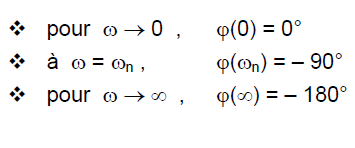 ❖ pour ω → 0 , φ(0) = 0°
❖ à ω = ωn , φ(ωn) = – 90°
❖ pour ω → ∞ , φ(∞) = – 180°